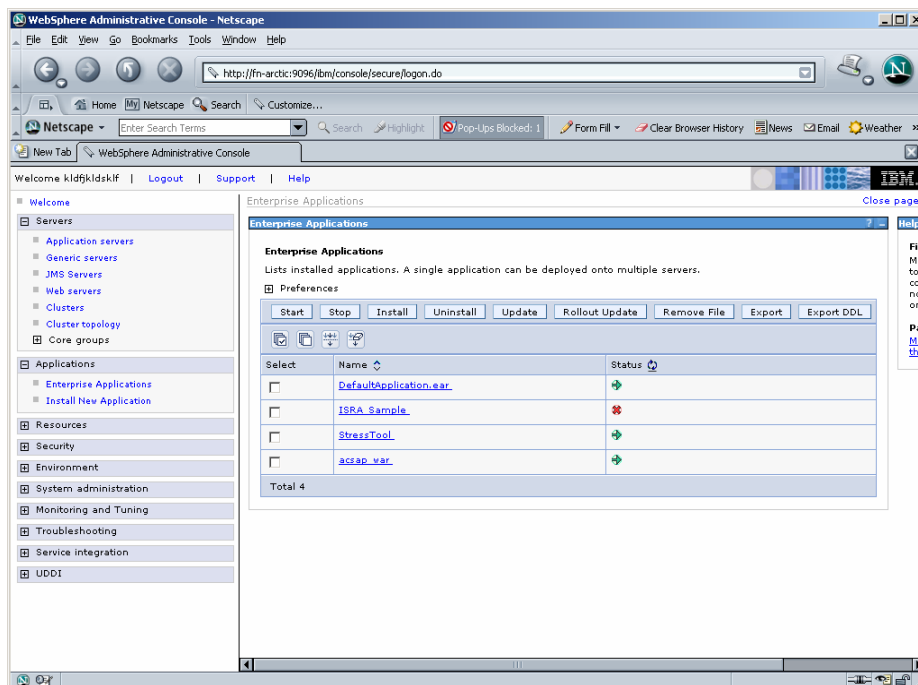 WebSphere Administrative Console - Netscape
File Edit View Go Bookmarks Tools Window Help
http://fn-arctic:9096/ibm/console/secure/logon.do
Home My Netscape Search Customize...
Netscape Enter Search Terms Search Highlight Pop-Ups Blocked: 1 Form Fill Clear Browser History News Email Weather »
New Tab WebSphere Administrative Console
Welcome kldfjkldsklf | Logout | Support | Help IBM.
Welcome
Servers
Application servers
Generic servers
JMS Servers
Web servers
Clusters
Cluster topology
Core groups
Applications
Enterprise Applications
Install New Application
Resources
Security
Environment
System administration
Monitoring and Tuning
Troubleshooting
Service integration
UDDI
Enterprise Applications Close page
Enterprise Applications ? _
Enterprise Applications
Lists installed applications. A single application can be deployed onto multiple servers.
Preferences
Start Stop Install Uninstall Update Rollout Update Remove File Export Export DDL
Select Name Status
DefaultApplication.ear
ISRA Sample
StressTool
acsap_war
Total 4
Help